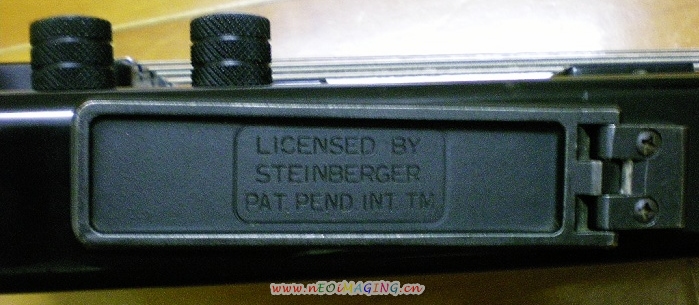 LICENSED BY
STEINBERGER
PAT. PEND INT. TM
www.nEOiMAGING.cn